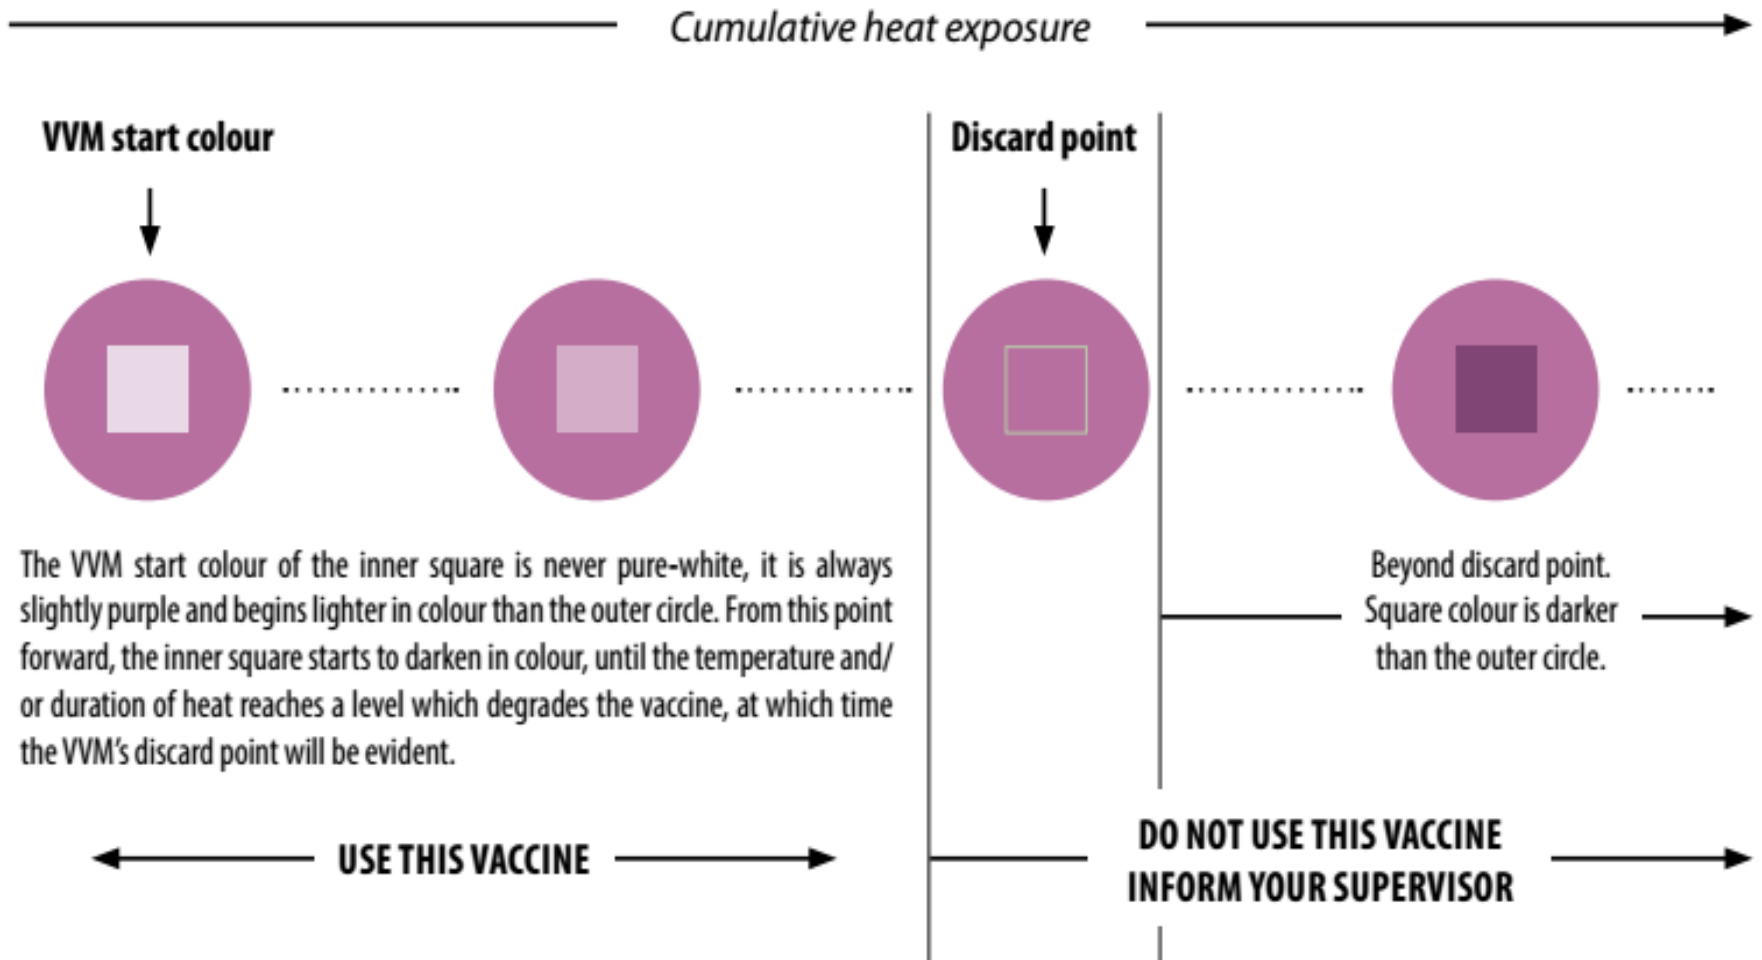 Cumulative heat exposure
VVM start colour
Discard point
The VVM start colour of the inner square is never pure-white, it is always
slightly purple and begins lighter in colour than the outer circle. From this point
forward, the inner square starts to darken in colour, until the temperature and/
or duration of heat reaches a level which degrades the vaccine, at which time
the VVM's discard point will be evident.
Beyond discard point.
Square colour is darker
than the outer circle.
USE THIS VACCINE
DO NOT USE THIS VACCINE
INFORM YOUR SUPERVISOR